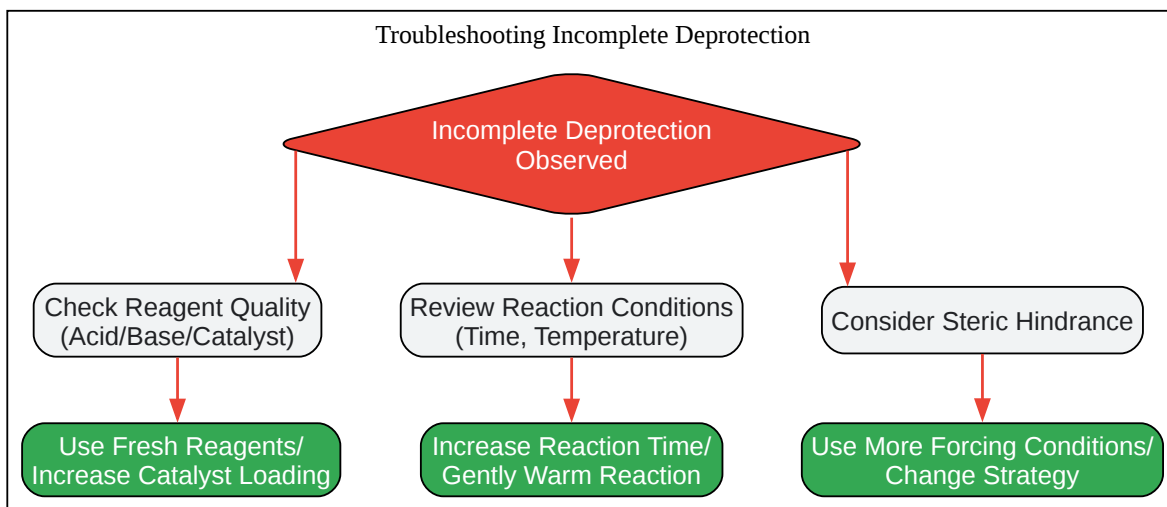 Troubleshooting Incomplete Deprotection
Incomplete Deprotection
Observed
Check Reagent Quality
(Acid/Base/Catalyst)
Review Reaction Conditions
(Time, Temperature)
Consider Steric Hindrance
Use Fresh Reagents/
Increase Catalyst Loading
Increase Reaction Time/
Gently Warm Reaction
Use More Forcing Conditions/
Change Strategy